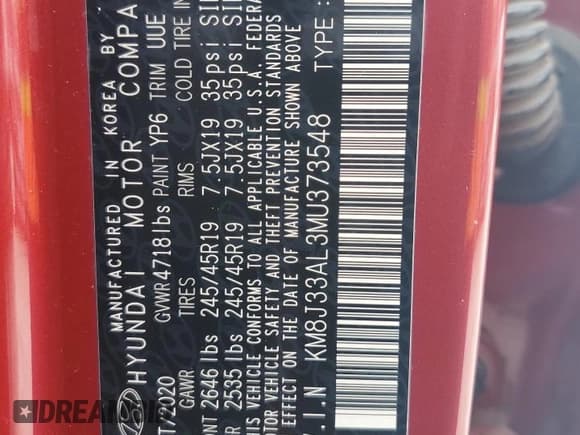 MANUFACTURED IN KOREA BY
HYUNDAI MOTOR COMPA
T/2020 GVWR 4718lbs PAINT YP6 TRIM UUE
GAWR TIRES RIMS COLD TIRE IN
ONT 2646 lbs 245/45R19 7.5JX19 35psi
R 2535 lbs 245/45R19 7.5JX19 35psi
THIS VEHICLE CONFORMS TO ALL APPLICABLE U.S.A. FEDERA
MOTOR VEHICLE SAFETY AND THEFT PREVENTION STANDARDS
EFFECT ON THE DATE OF MANUFACTURE SHOWN ABOVE
V.I.N KM8J33AL3MU373548 TYPE :
DREAM